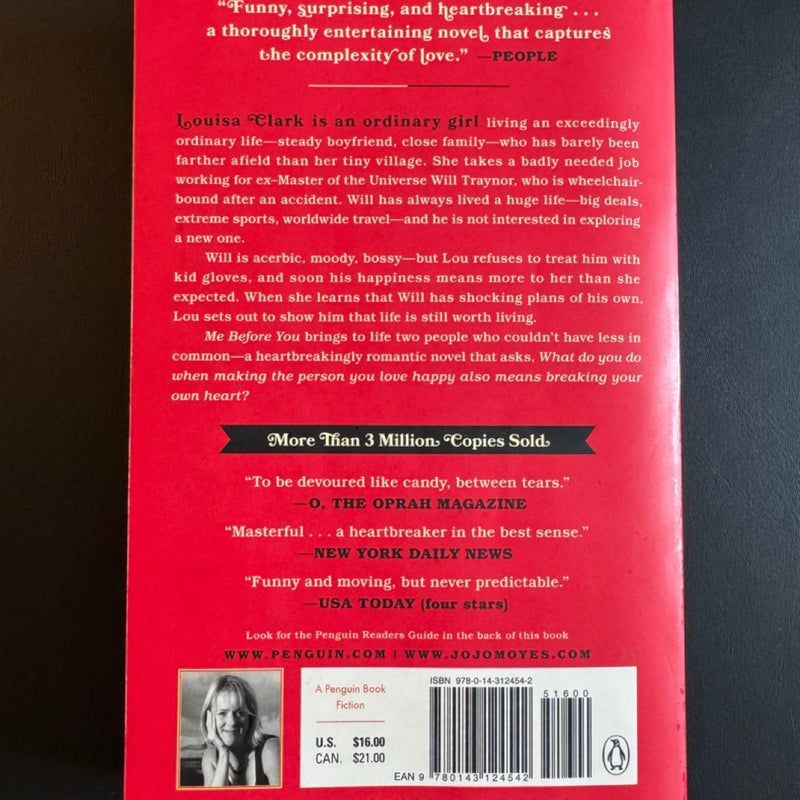 “Funny, surprising, and heartbreaking . . .
a thoroughly entertaining novel that captures
the complexity of love.” —PEOPLE
Louisa Clark is an ordinary girl living an exceedingly
ordinary life—steady boyfriend, close family—who has barely been
farther afield than her tiny village. She takes a badly needed job
working for ex–Master of the Universe Will Traynor, who is wheelchair-
bound after an accident. Will has always lived a huge life—big deals,
extreme sports, worldwide travel—and he is not interested in exploring
a new one.
Will is acerbic, moody, bossy—but Lou refuses to treat him with
kid gloves, and soon his happiness means more to her than she
expected. When she learns that Will has shocking plans of his own,
Lou sets out to show him that life is still worth living.
Me Before You brings to life two people who couldn’t have less in
common—a heartbreakingly romantic novel that asks, What do you do
when making the person you love happy also means breaking your
own heart?
More Than 3 Million Copies Sold
“To be devoured like candy, between tears.”
—O, THE OPRAH MAGAZINE
“Masterful . . . a heartbreaker in the best sense.”
—NEW YORK DAILY NEWS
“Funny and moving, but never predictable.”
—USA TODAY (four stars)
Look for the Penguin Readers Guide in the back of this book
WWW.PENGUIN.COM | WWW.JOJOMOYES.COM
A Penguin Book
Fiction
U.S. $16.00
CAN. $21.00
ISBN 978-0-14-312454-2
51600
EAN 9 780143 124542